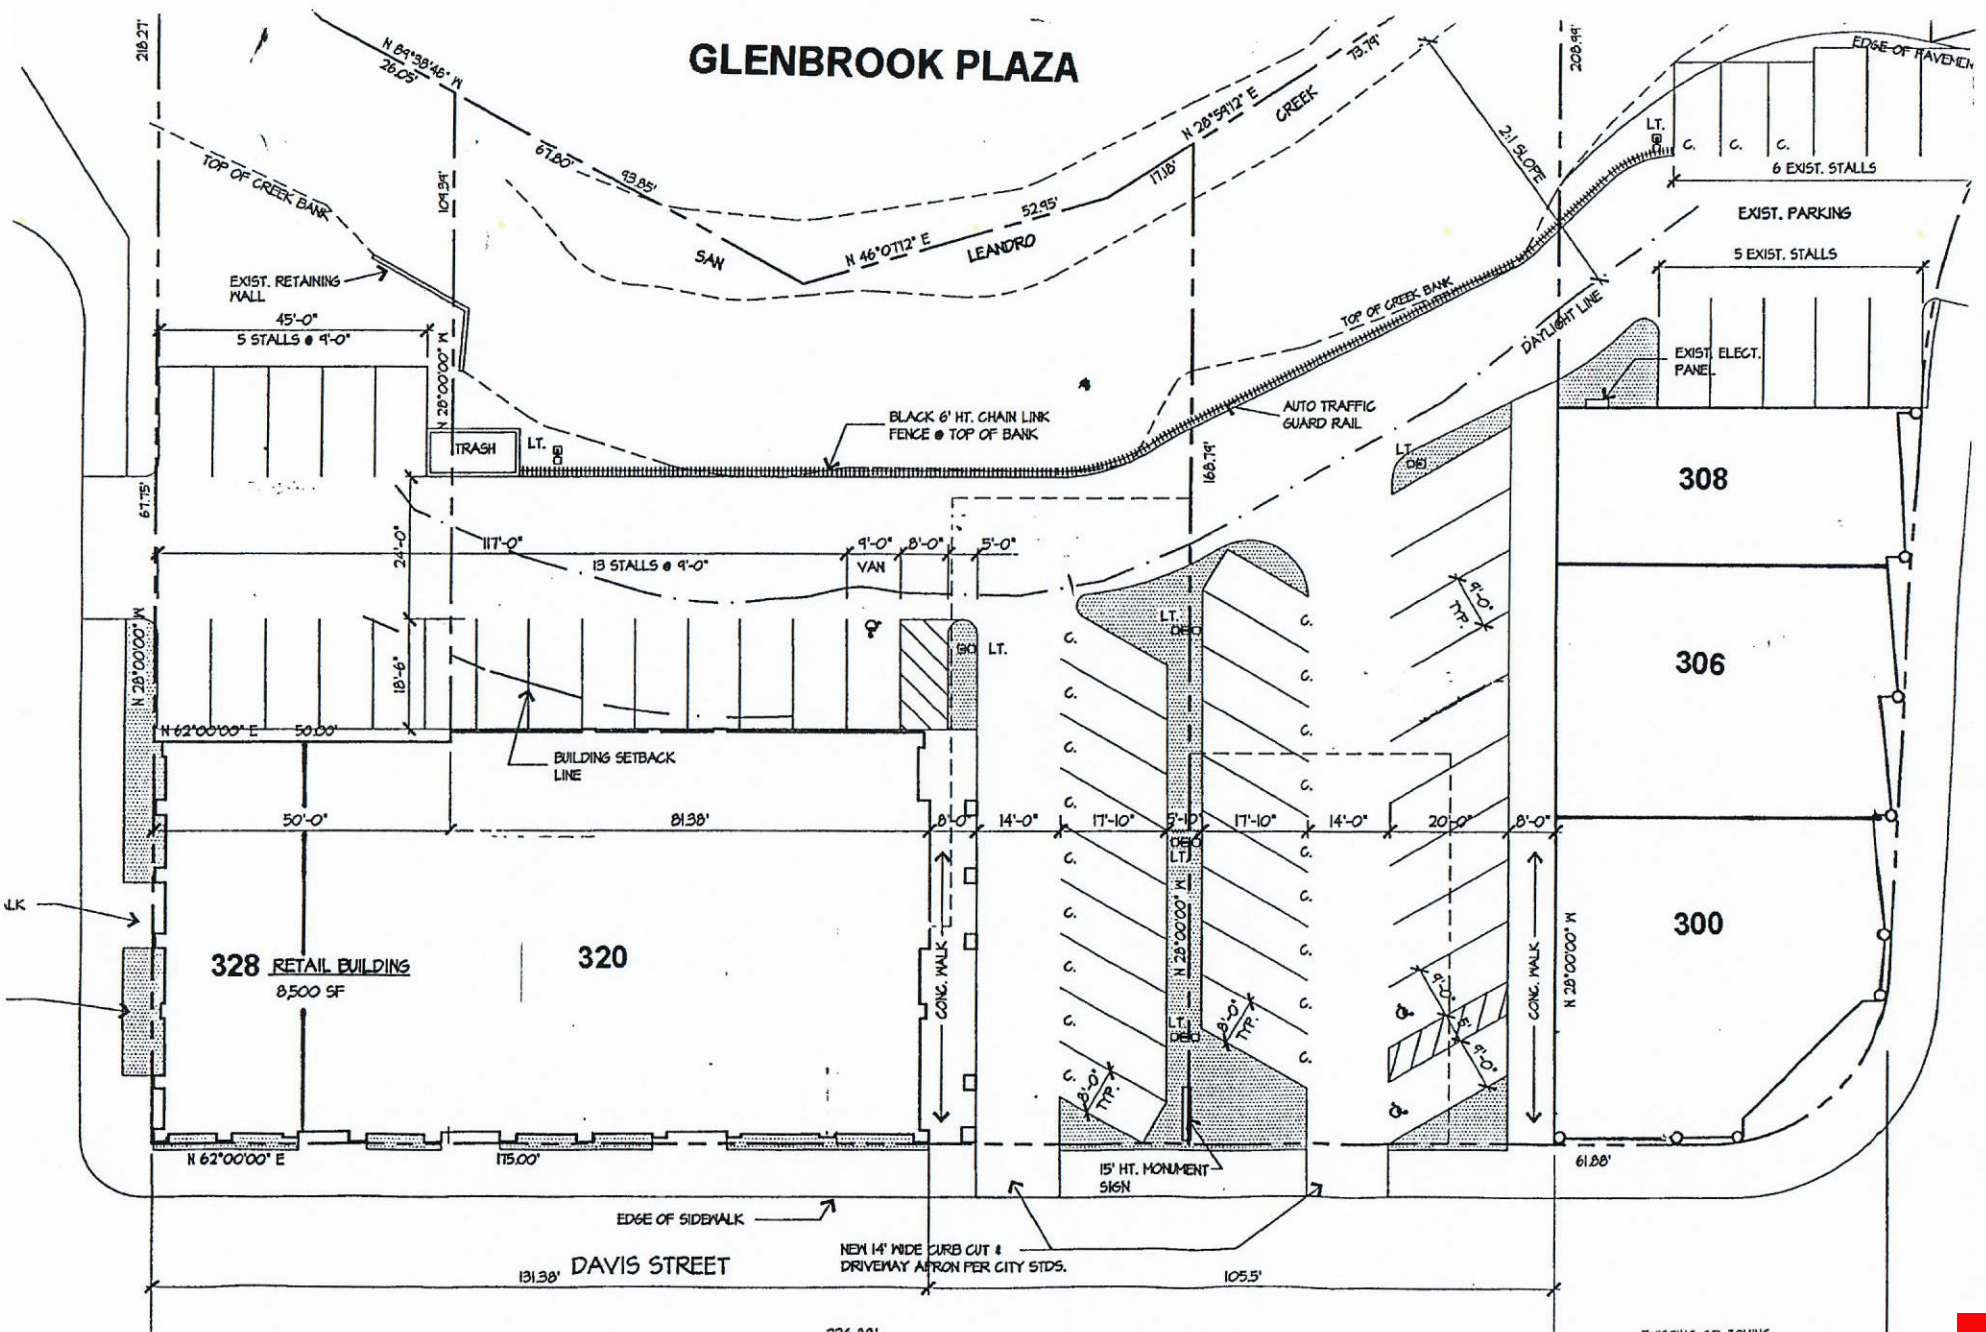 GLENBROOK PLAZA
218.27'
N 89°38'46" W
26.05'
73.79'
208.99'
EDGE OF PAVEMEN
N 28°59'12" E
CREEK
2:1 SLOPE
LT.
C.
C.
C.
6 EXIST. STALLS
TOP OF CREEK BANK
109.39'
67.80'
93.85'
17.18'
52.95'
EXIST. PARKING
SAN
N 46°07'12" E
LEANDRO
5 EXIST. STALLS
EXIST. RETAINING
WALL
TOP OF CREEK BANK
DAYLIGHT LINE
45'-0"
5 STALLS @ 9'-0"
N 28°00'00" W
EXIST. ELECT.
PANEL
BLACK 6' HT. CHAIN LINK
FENCE @ TOP OF BANK
AUTO TRAFFIC
GUARD RAIL
TRASH
LT.
LT.
168.79'
308
67.75'
24'-0"
117'-0"
13 STALLS @ 9'-0"
9'-0"
VAN
8'-0"
5'-0"
9'-0"
TYP.
N 28°00'00" W
18'-6"
LT.
LT.
C.
C.
306
C.
C.
N 62°00'00" E
50.00'
BUILDING SETBACK
LINE
C.
C.
C.
C.
50'-0"
81.38'
8'-0"
14'-0"
17'-10"
5'-10"
17'-10"
14'-0"
20'-0"
8'-0"
LT.
C.
C.
LK
C.
C.
N 28°00'00" W
300
328 RETAIL BUILDING
8,500 SF
320
CONC. WALK
CONC. WALK
N 28°00'00" W
C.
C.
C.
C.
LT.
8'-0"
TYP.
9'-0"
5'
9'-0"
C.
C.
8'-0"
TYP.
N 62°00'00" E
175.00'
15' HT. MONUMENT
SIGN
61.88'
EDGE OF SIDEWALK
NEW 14' WIDE CURB CUT &
DRIVEWAY APRON PER CITY STDS.
DAVIS STREET
131.38'
105.5'